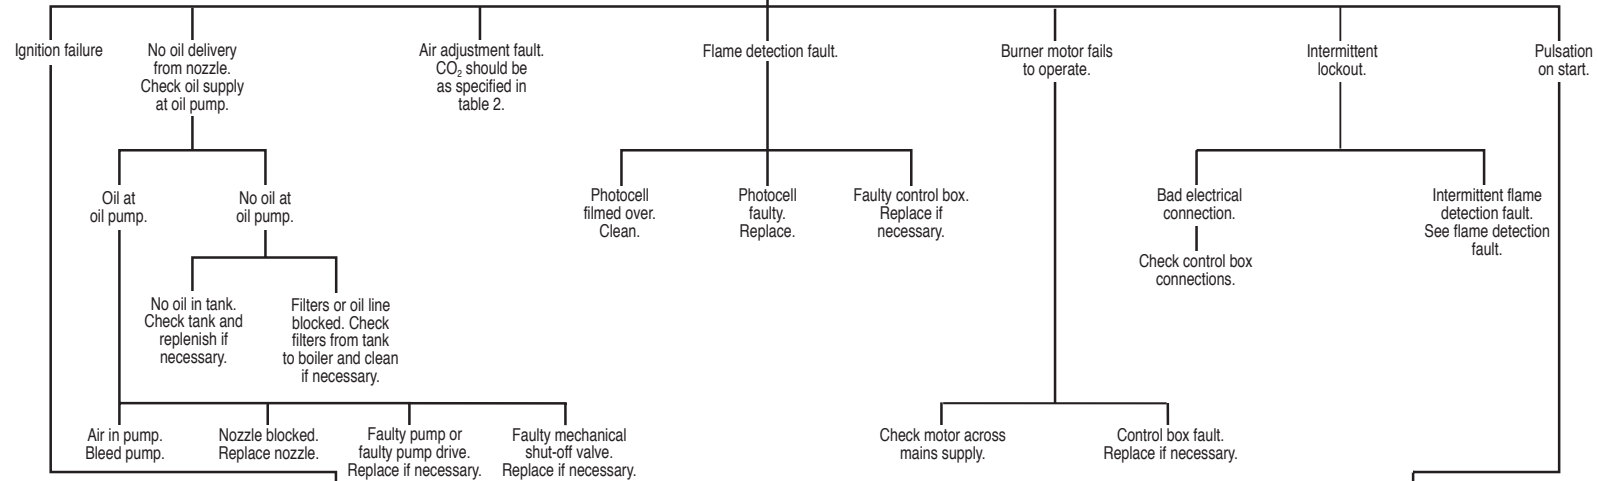 Ignition failure
No oil delivery
from nozzle.
Check oil supply
at oil pump.
Air adjustment fault.
CO₂ should be
as specified in
table 2.
Flame detection fault.
Burner motor fails
to operate.
Intermittent
lockout.
Pulsation
on start.
Oil at
oil pump.
No oil at
oil pump.
Photocell
filmed over.
Clean.
Photocell
faulty.
Replace.
Faulty control box.
Replace if
necessary.
Bad electrical
connection.
Check control box
connections.
Intermittent flame
detection fault.
See flame detection
fault.
No oil in tank.
Check tank and
replenish if
necessary.
Filters or oil line
blocked. Check
filters from tank
to boiler and clean
if necessary.
Air in pump.
Bleed pump.
Nozzle blocked.
Replace nozzle.
Faulty pump or
faulty pump drive.
Replace if necessary.
Faulty mechanical
shut-off valve.
Replace if necessary.
Check motor across
mains supply.
Control box fault.
Replace if necessary.